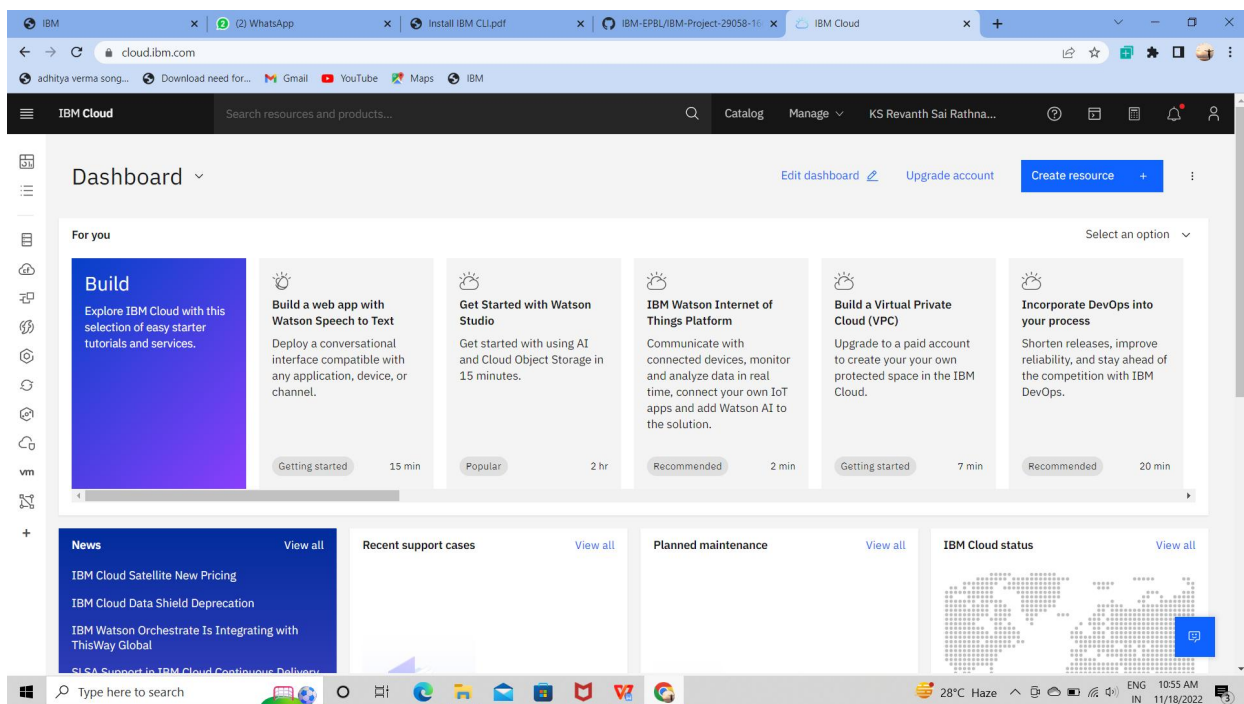 IBM
(2) WhatsApp
Install IBM CLI.pdf
IBM-EPBL/IBM-Project-29058-16
IBM Cloud
cloud.ibm.com
adhitya verma song...
Download need for...
Gmail
YouTube
Maps
IBM
IBM Cloud
Search resources and products...
Catalog
Manage
KS Revanth Sai Rathna...
Dashboard
Edit dashboard
Upgrade account
Create resource +
For you
Select an option
Build
Explore IBM Cloud with this
selection of easy starter
tutorials and services.
Build a web app with
Watson Speech to Text
Deploy a conversational
interface compatible with
any application, device, or
channel.
Getting started
15 min
Get Started with Watson
Studio
Get started with using AI
and Cloud Object Storage in
15 minutes.
Popular
2 hr
IBM Watson Internet of
Things Platform
Communicate with
connected devices, monitor
and analyze data in real
time, connect your own IoT
apps and add Watson AI to
the solution.
Recommended
2 min
Build a Virtual Private
Cloud (VPC)
Upgrade to a paid account
to create your your own
protected space in the IBM
Cloud.
Getting started
7 min
Incorporate DevOps into
your process
Shorten releases, improve
reliability, and stay ahead of
the competition with IBM
DevOps.
Recommended
20 min
vm
News
View all
IBM Cloud Satellite New Pricing
IBM Cloud Data Shield Deprecation
IBM Watson Orchestrate Is Integrating with
ThisWay Global
SLSA Support in IBM Cloud Continuous Delivery
Recent support cases
View all
Planned maintenance
View all
IBM Cloud status
View all
Type here to search
28°C Haze
ENG
IN
10:55 AM
11/18/2022
3